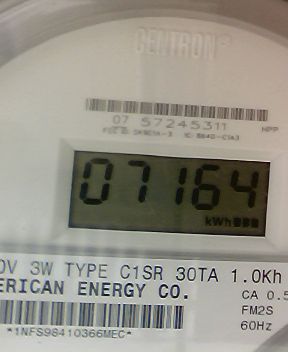 CENTRON®
07 57245311
HPP
07164
kWh
0V 3W TYPE C1SR 30TA 1.0Kh
ERICAN ENERGY CO.
CA 0.5
FM2S
60Hz
*1NFS98410366MEC*